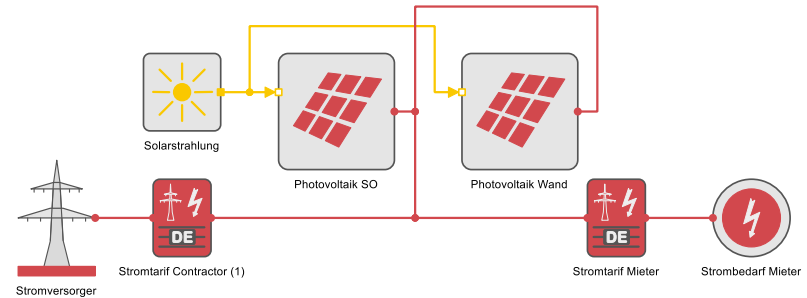 Solarstrahlung
Photovoltaik SO
Photovoltaik Wand
DE
DE
Stromversorger
Stromtarif Contractor (1)
Stromtarif Mieter
Strombedarf Mieter